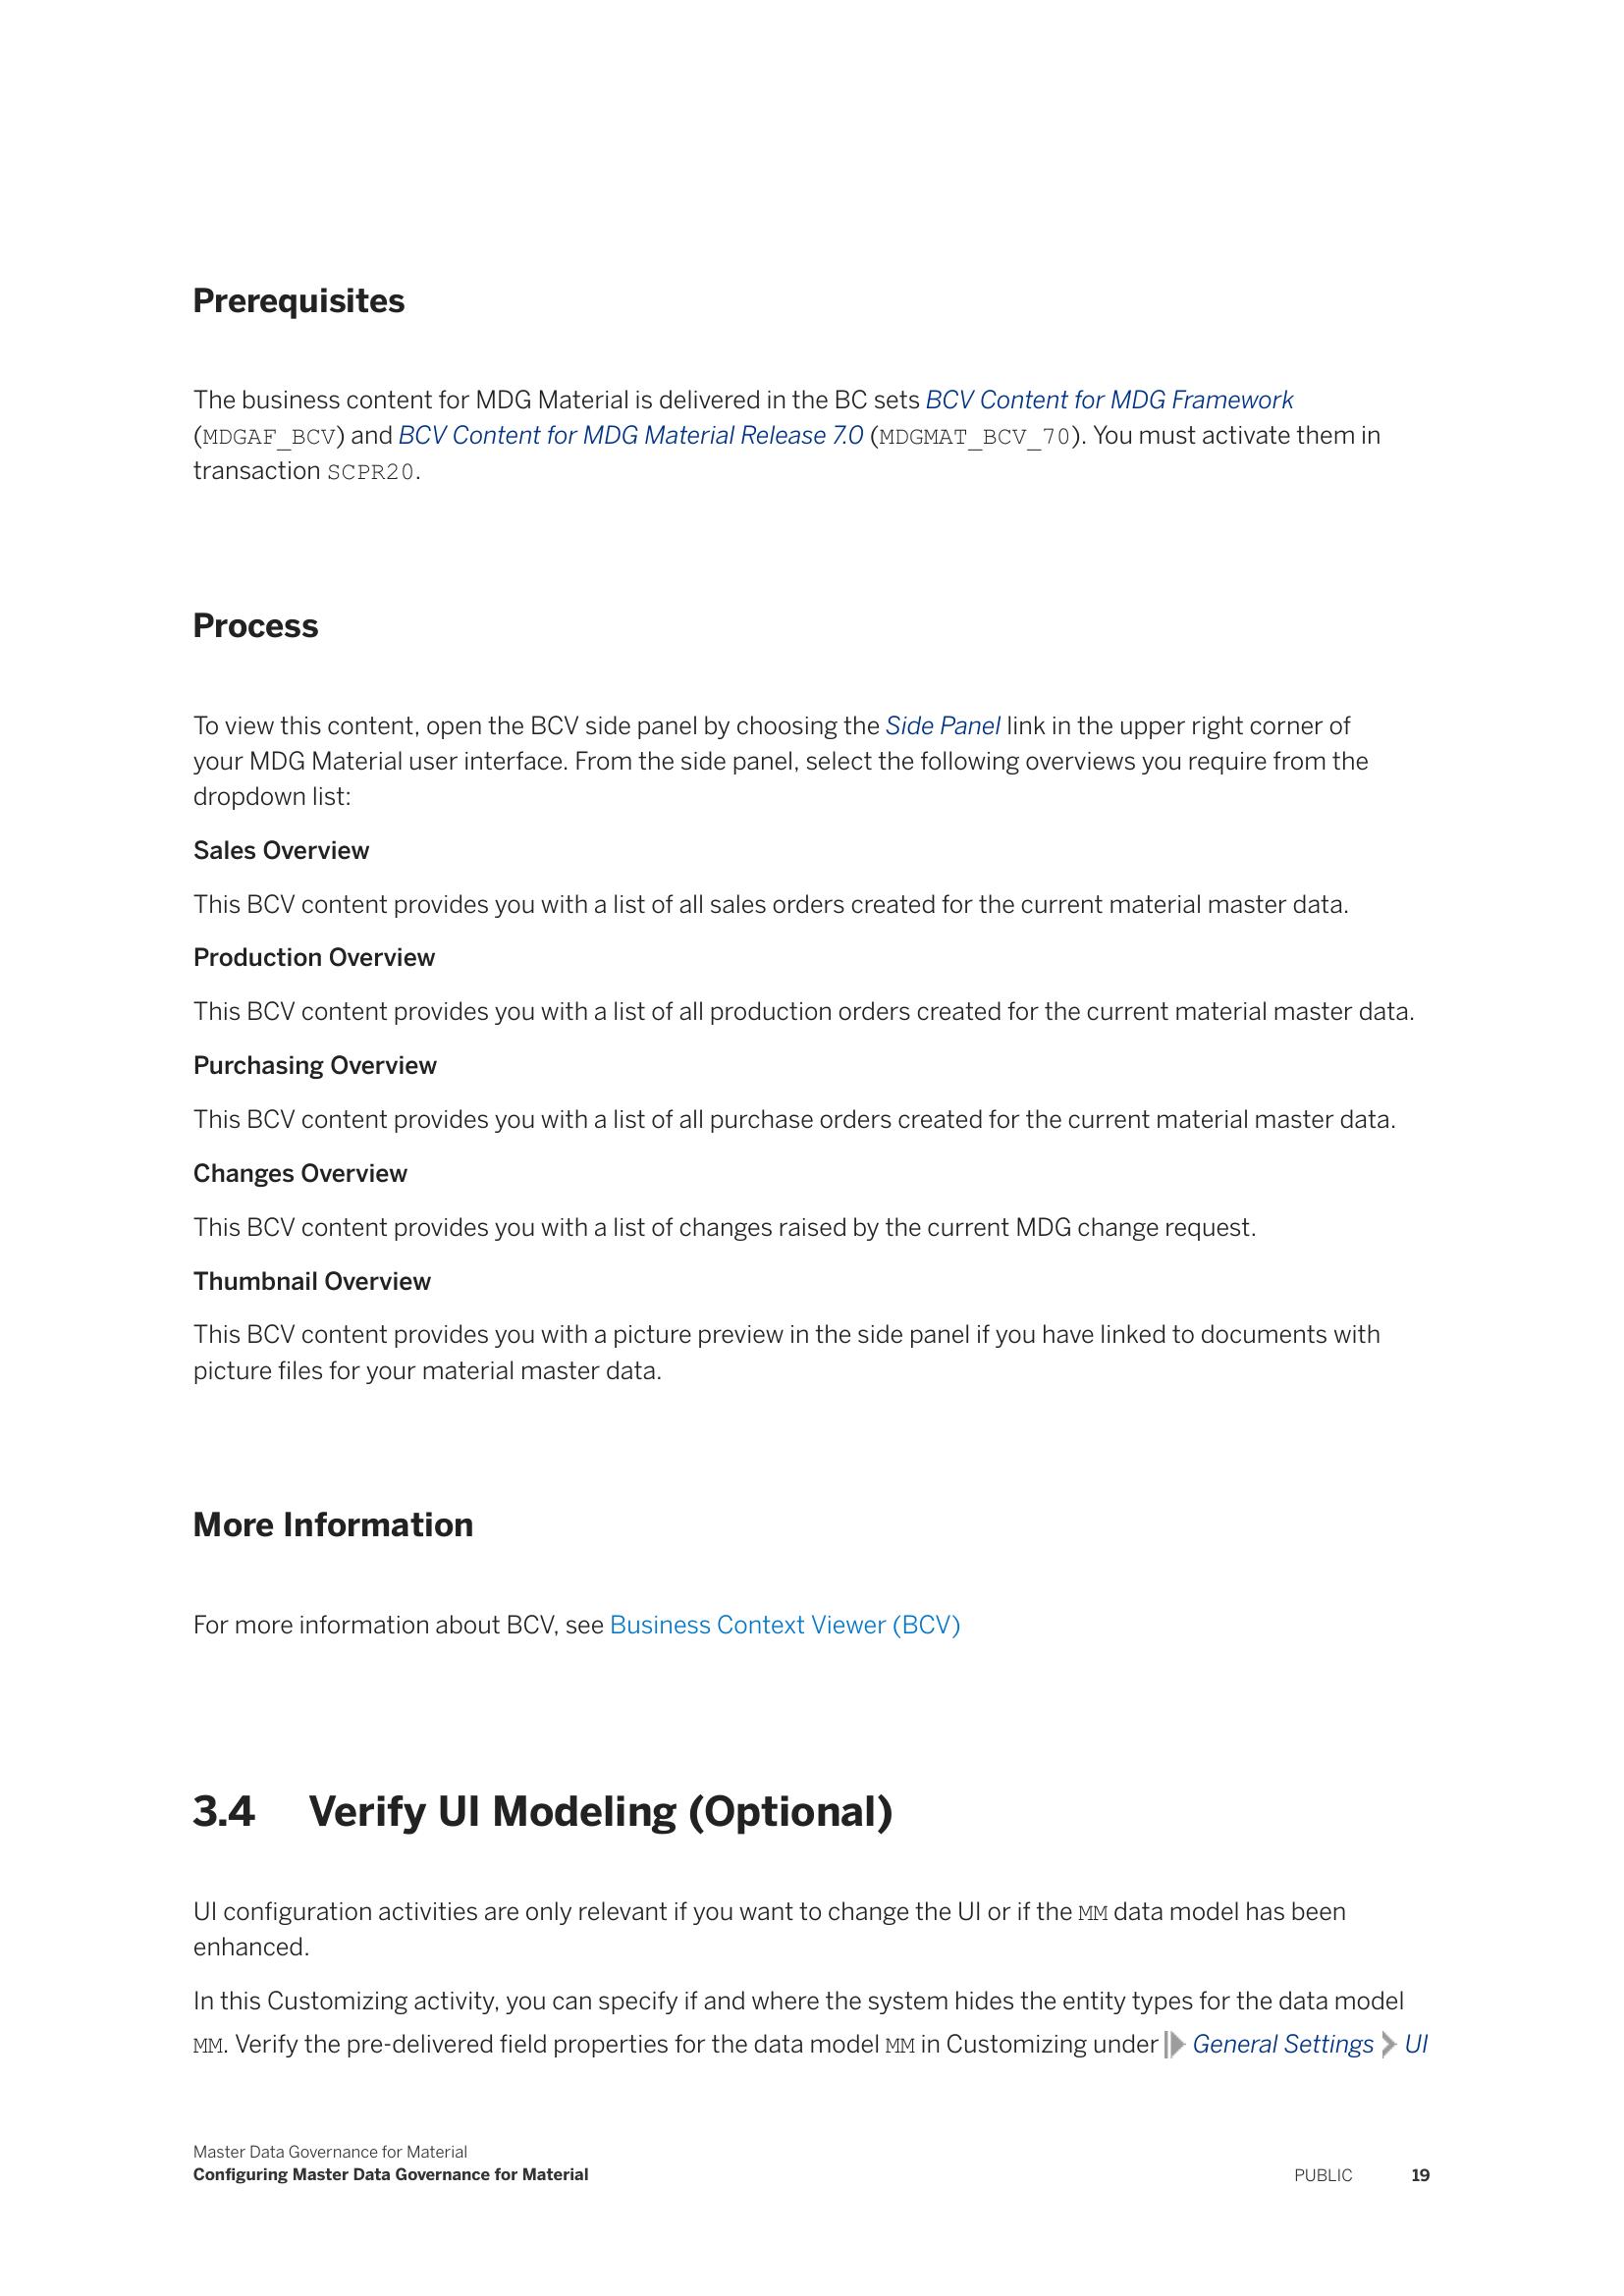 Prerequisites
The business content for MDG Material is delivered in the BC sets BCV Content for MDG Framework
(MDGAF_BCV) and BCV Content for MDG Material Release 7.0 (MDGMAT_BCV_70). You must activate them in
transaction SCPR20.
Process
To view this content, open the BCV side panel by choosing the Side Panel link in the upper right corner of
your MDG Material user interface. From the side panel, select the following overviews you require from the
dropdown list:
Sales Overview
This BCV content provides you with a list of all sales orders created for the current material master data.
Production Overview
This BCV content provides you with a list of all production orders created for the current material master data.
Purchasing Overview
This BCV content provides you with a list of all purchase orders created for the current material master data.
Changes Overview
This BCV content provides you with a list of changes raised by the current MDG change request.
Thumbnail Overview
This BCV content provides you with a picture preview in the side panel if you have linked to documents with
picture files for your material master data.
More Information
For more information about BCV, see Business Context Viewer (BCV)
3.4 Verify UI Modeling (Optional)
UI configuration activities are only relevant if you want to change the UI or if the MM data model has been
enhanced.
In this Customizing activity, you can specify if and where the system hides the entity types for the data model
MM. Verify the pre-delivered field properties for the data model MM in Customizing under General Settings UI
Master Data Governance for Material
Configuring Master Data Governance for Material PUBLIC 19